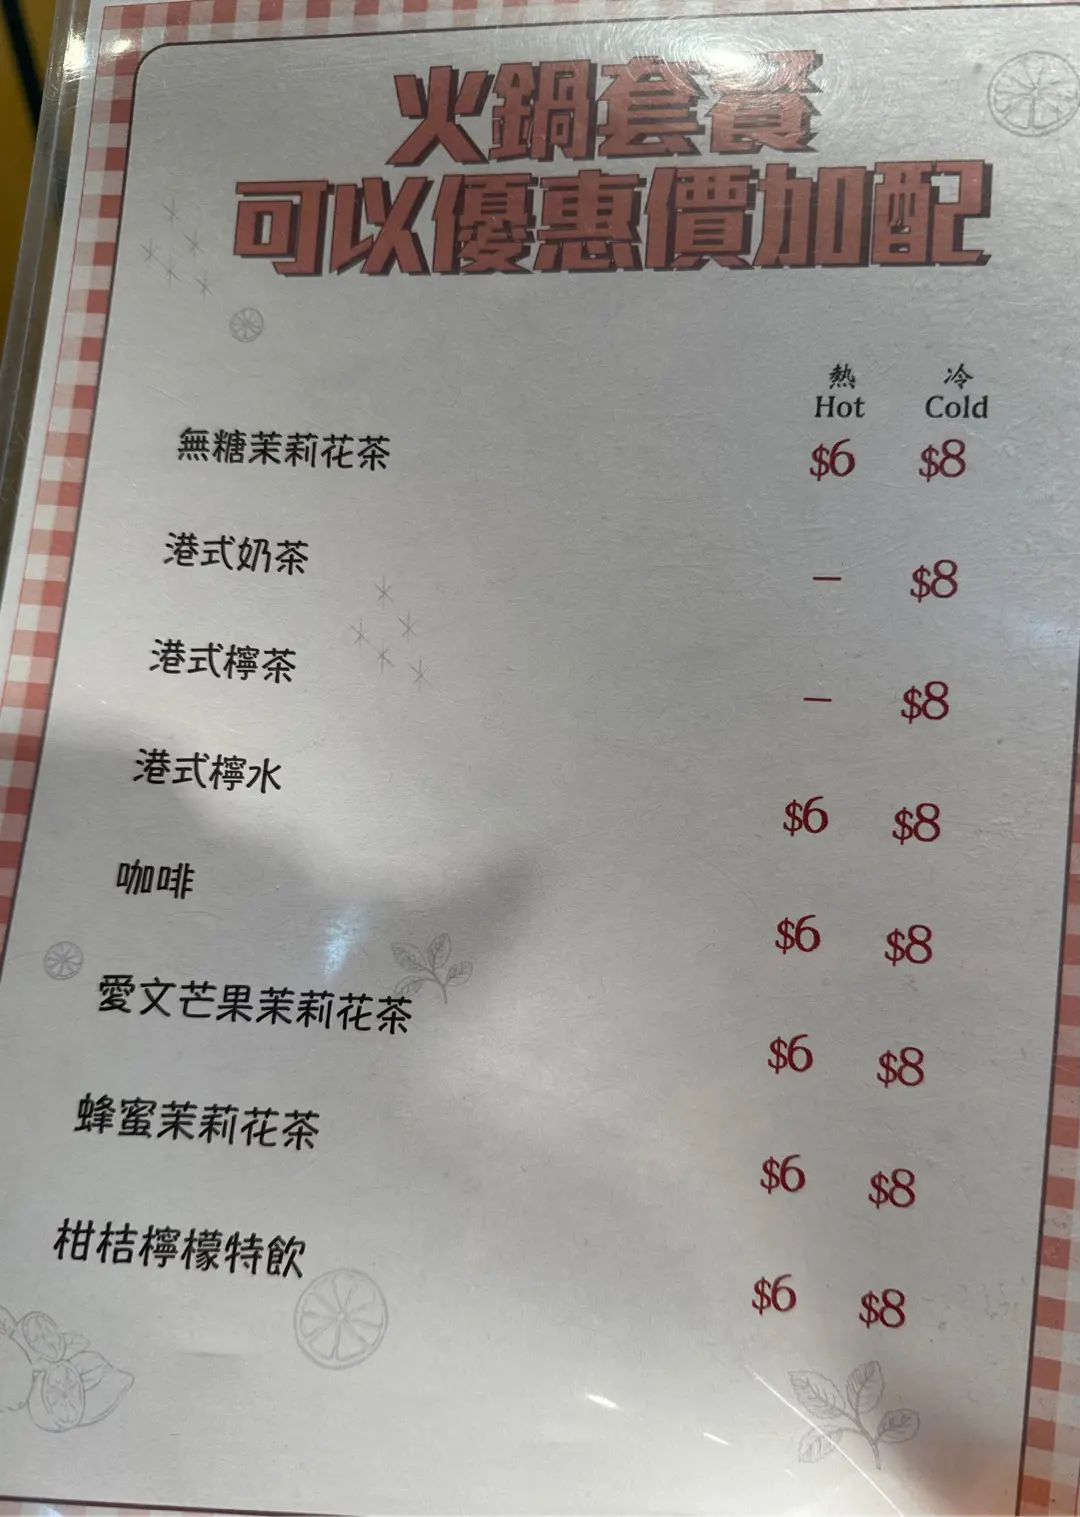 火鍋套餐
可以優惠價加配
熱 冷
Hot Cold
無糖茉莉花茶 $6 $8
港式奶茶 — $8
港式檸茶 — $8
港式檸水 $6 $8
咖啡 $6 $8
愛文芒果茉莉花茶 $6 $8
蜂蜜茉莉花茶 $6 $8
柑桔檸檬特飲 $6 $8